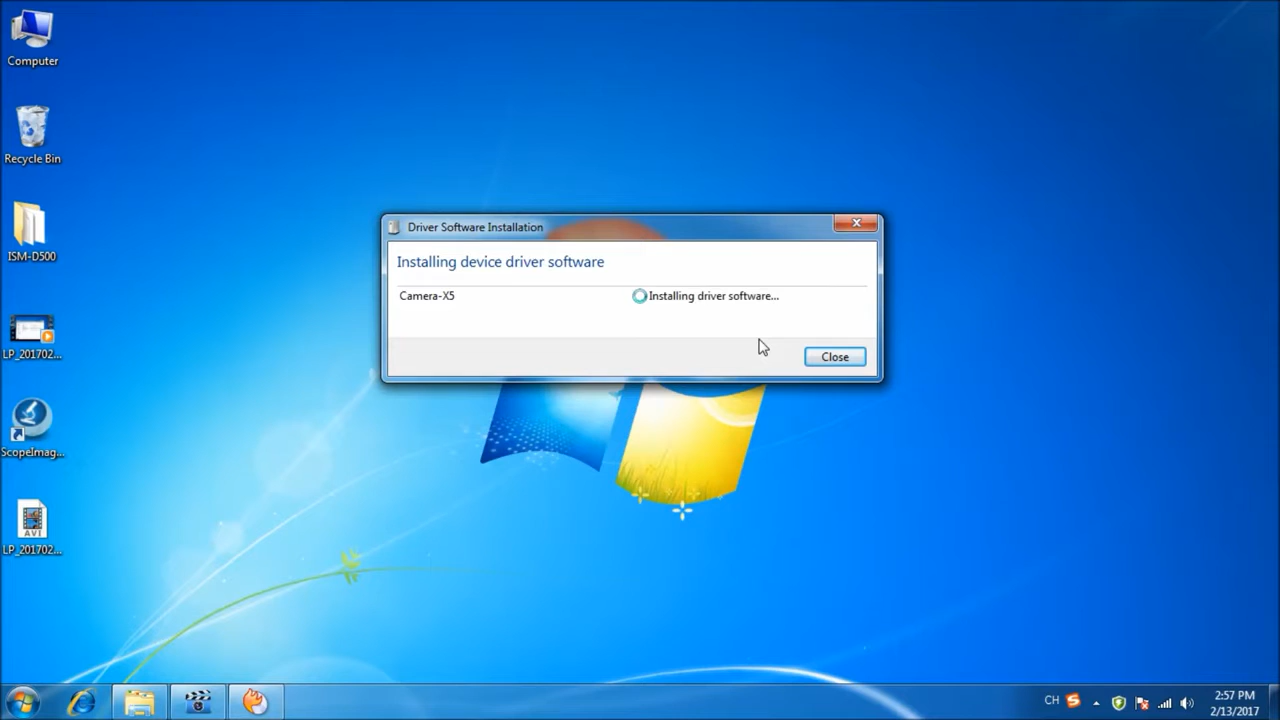 Computer
Recycle Bin
ISM-D500
LP_201702...
ScopeImag...
AVI
LP_201702...
Driver Software Installation
Installing device driver software
Camera-X5
Installing driver software...
Close
CH
2:57 PM
2/13/2017